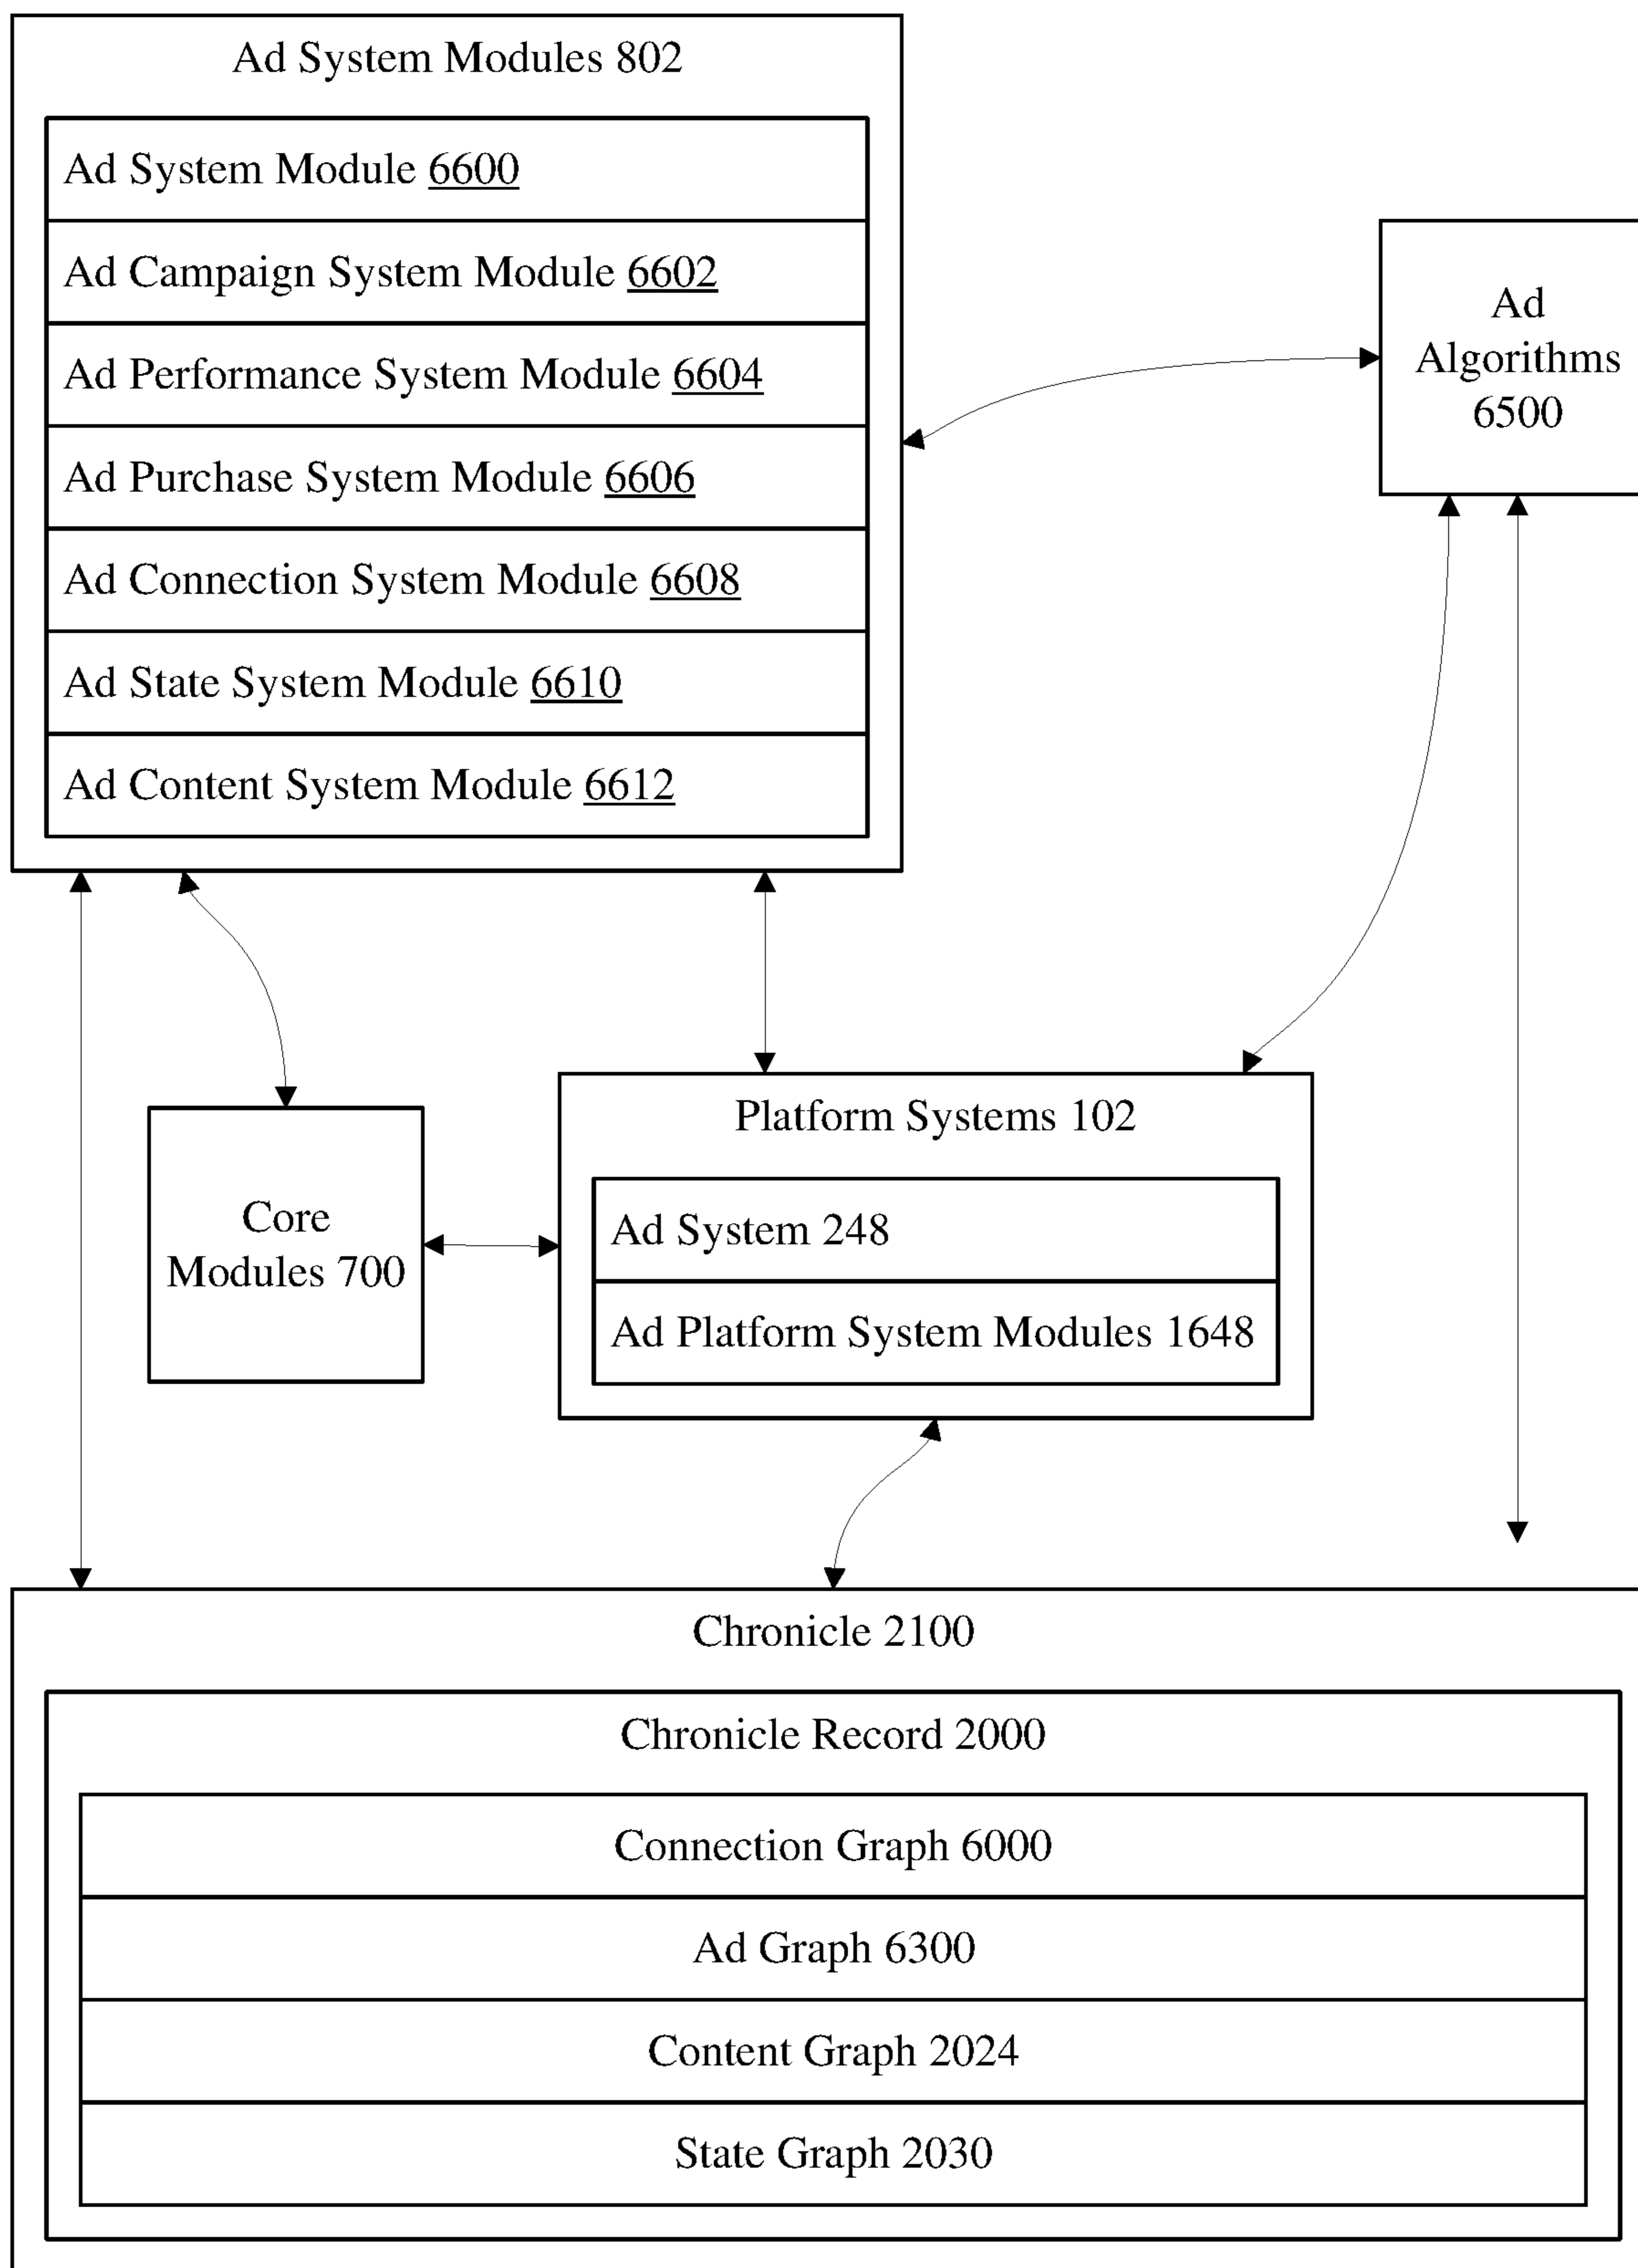 Ad System Modules 802
Ad System Module 6600
Ad Campaign System Module 6602
Ad Performance System Module 6604
Ad Purchase System Module 6606
Ad Connection System Module 6608
Ad State System Module 6610
Ad Content System Module 6612
Ad
Algorithms
6500
Core
Modules 700
Platform Systems 102
Ad System 248
Ad Platform System Modules 1648
Chronicle 2100
Chronicle Record 2000
Connection Graph 6000
Ad Graph 6300
Content Graph 2024
State Graph 2030